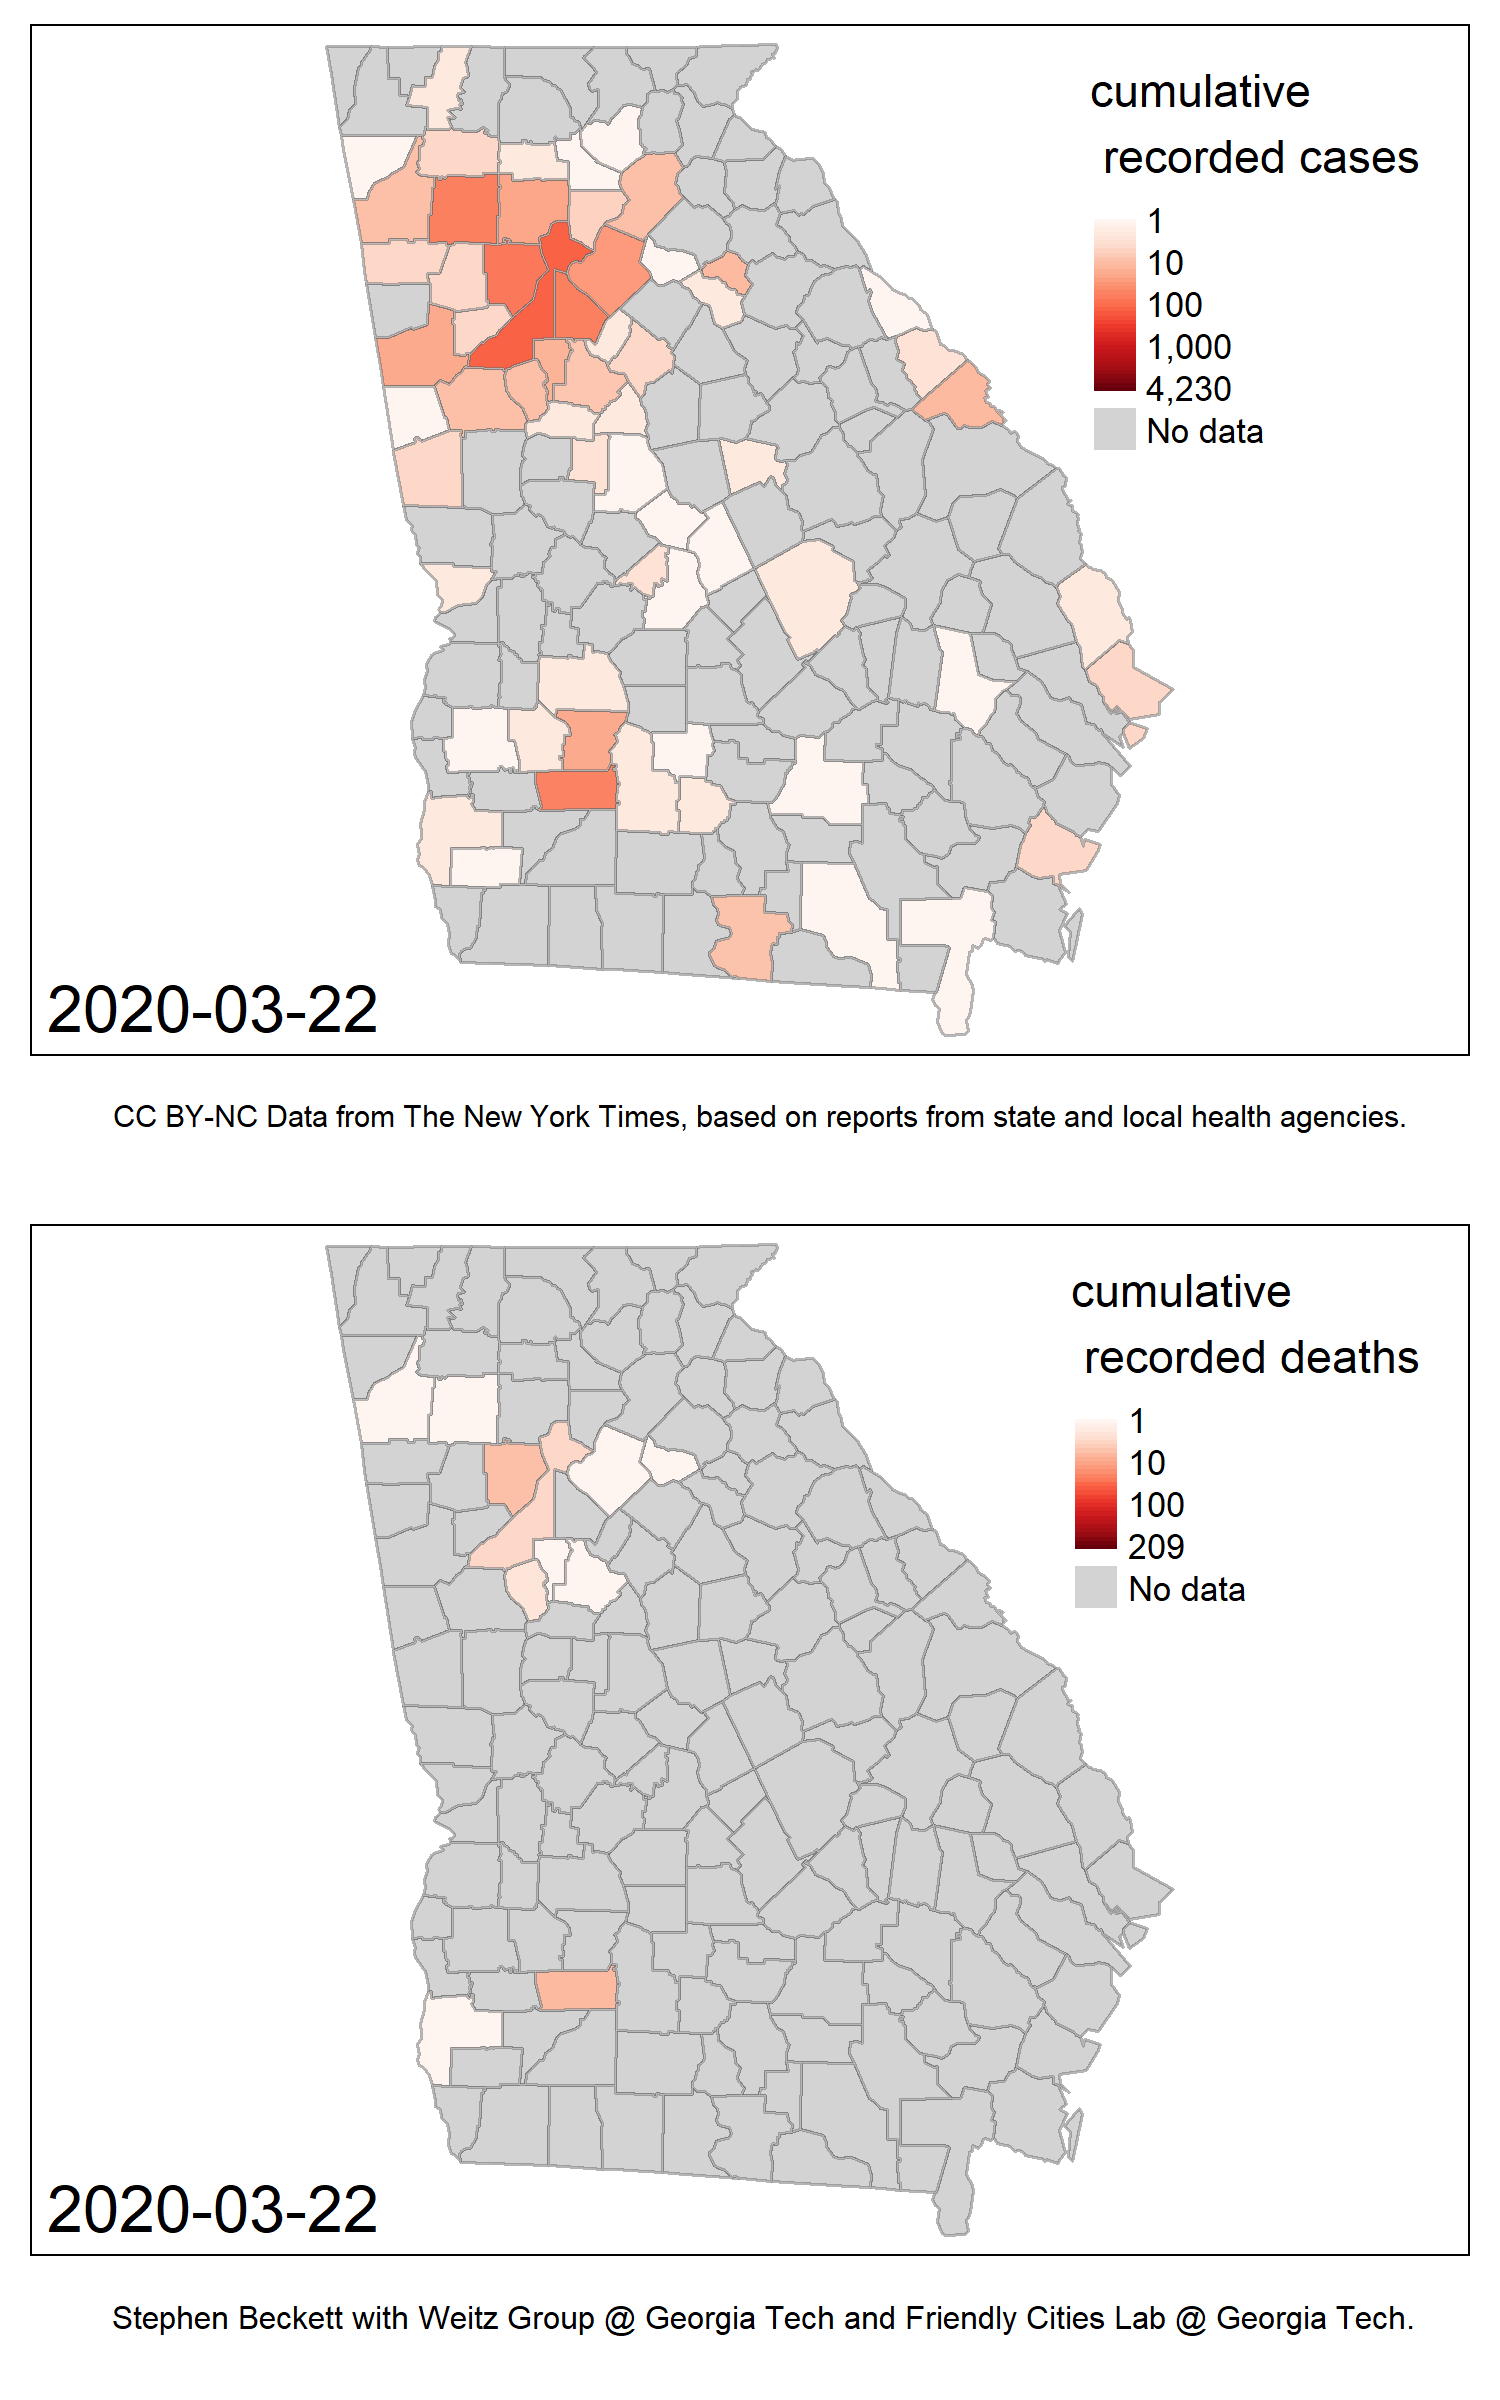 cumulative
recorded cases
1
10
100
1,000
4,230
No data
2020-03-22
CC BY-NC Data from The New York Times, based on reports from state and local health agencies.
cumulative
recorded deaths
1
10
100
209
No data
2020-03-22
Stephen Beckett with Weitz Group @ Georgia Tech and Friendly Cities Lab @ Georgia Tech.